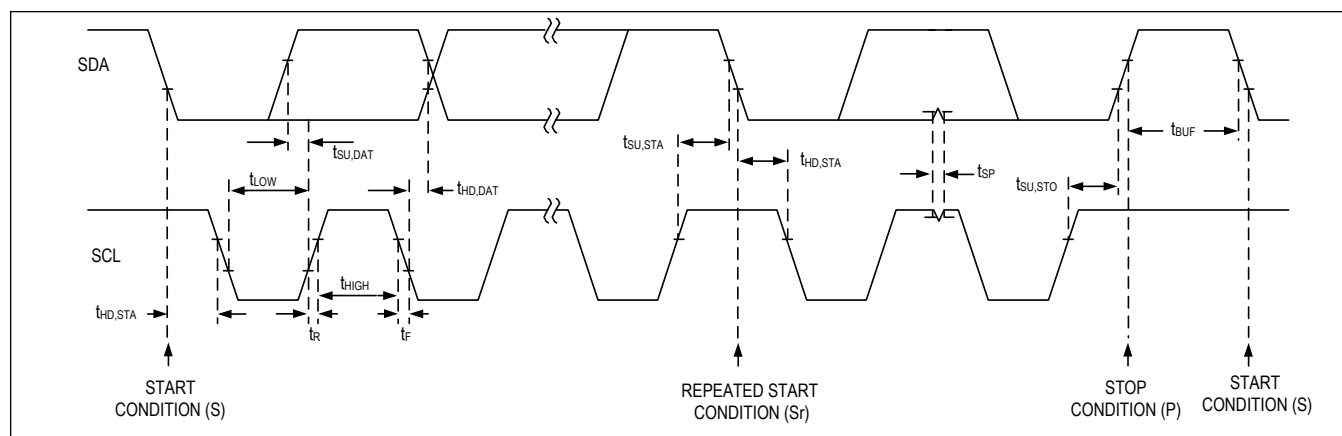 SDA
tSU,DAT
tLOW
tHD,DAT
tSU,STA
tHD,STA
tSP
tBUF
tSU,STO
SCL
tHD,STA
tR
tHIGH
tF
START
CONDITION (S)
REPEATED START
CONDITION (Sr)
STOP
CONDITION (P)
START
CONDITION (S)